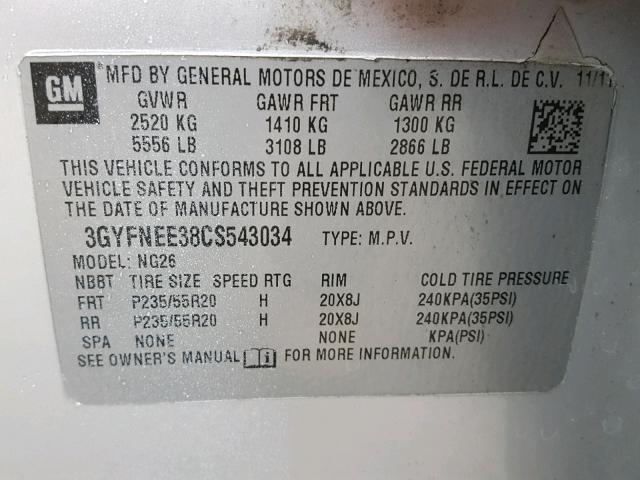 GM
MFD BY GENERAL MOTORS DE MEXICO, S. DE R.L. DE C.V. 11/11
GVWR GAWR FRT GAWR RR
2520 KG 1410 KG 1300 KG
5556 LB 3108 LB 2866 LB
THIS VEHICLE CONFORMS TO ALL APPLICABLE U.S. FEDERAL MOTOR
VEHICLE SAFETY AND THEFT PREVENTION STANDARDS IN EFFECT ON
THE DATE OF MANUFACTURE SHOWN ABOVE.
3GYFNEE38CS543034 TYPE: M.P.V.
MODEL: NG26
NBBT TIRE SIZE SPEED RTG RIM COLD TIRE PRESSURE
FRT P235/55R20 H 20X8J 240KPA(35PSI)
RR P235/55R20 H 20X8J 240KPA(35PSI)
SPA NONE NONE KPA(PSI)
SEE OWNER'S MANUAL FOR MORE INFORMATION.